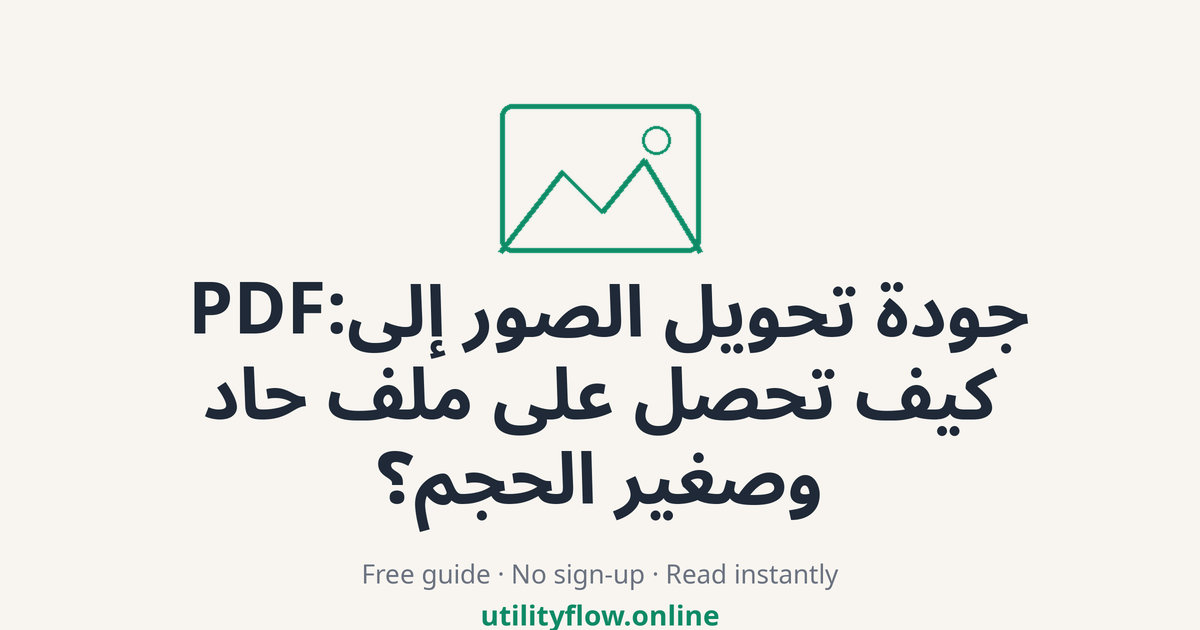 جودة تحويل الصور إلى:PDF
كيف تحصل على ملف حاد
وصغير الحجم؟
Free guide · No sign-up · Read instantly
utilityflow.online